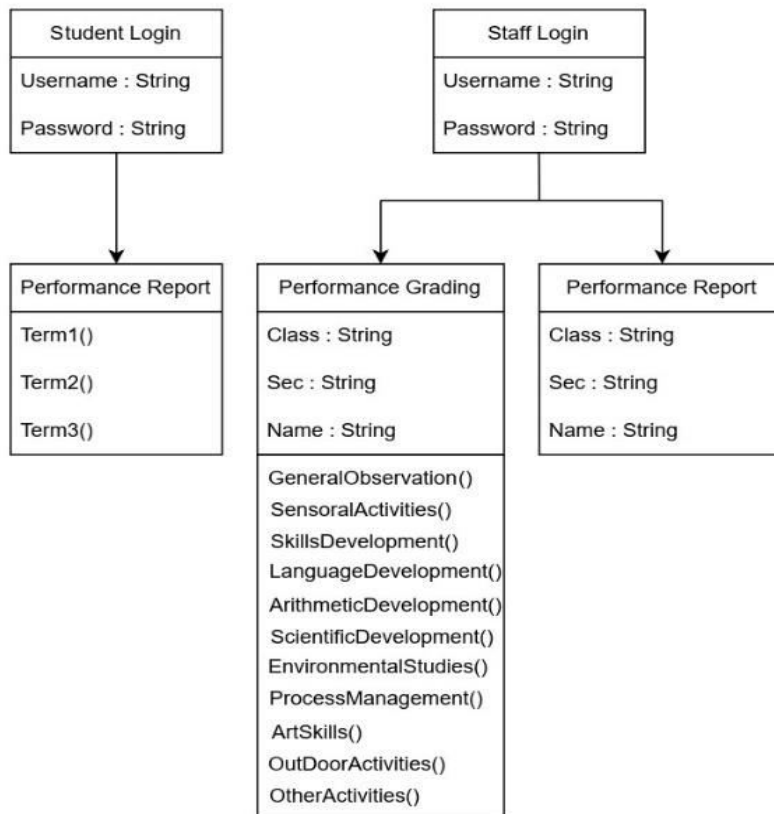 Student Login
Username : String
Password : String
Staff Login
Username : String
Password : String
Performance Report
Term1()
Term2()
Term3()
Performance Grading
Class : String
Sec : String
Name : String
GeneralObservation()
SensoralActivities()
SkillsDevelopment()
LanguageDevelopment()
ArithmeticDevelopment()
ScientificDevelopment()
EnvironmentalStudies()
ProcessManagement()
ArtSkills()
OutDoorActivities()
OtherActivities()
Performance Report
Class : String
Sec : String
Name : String